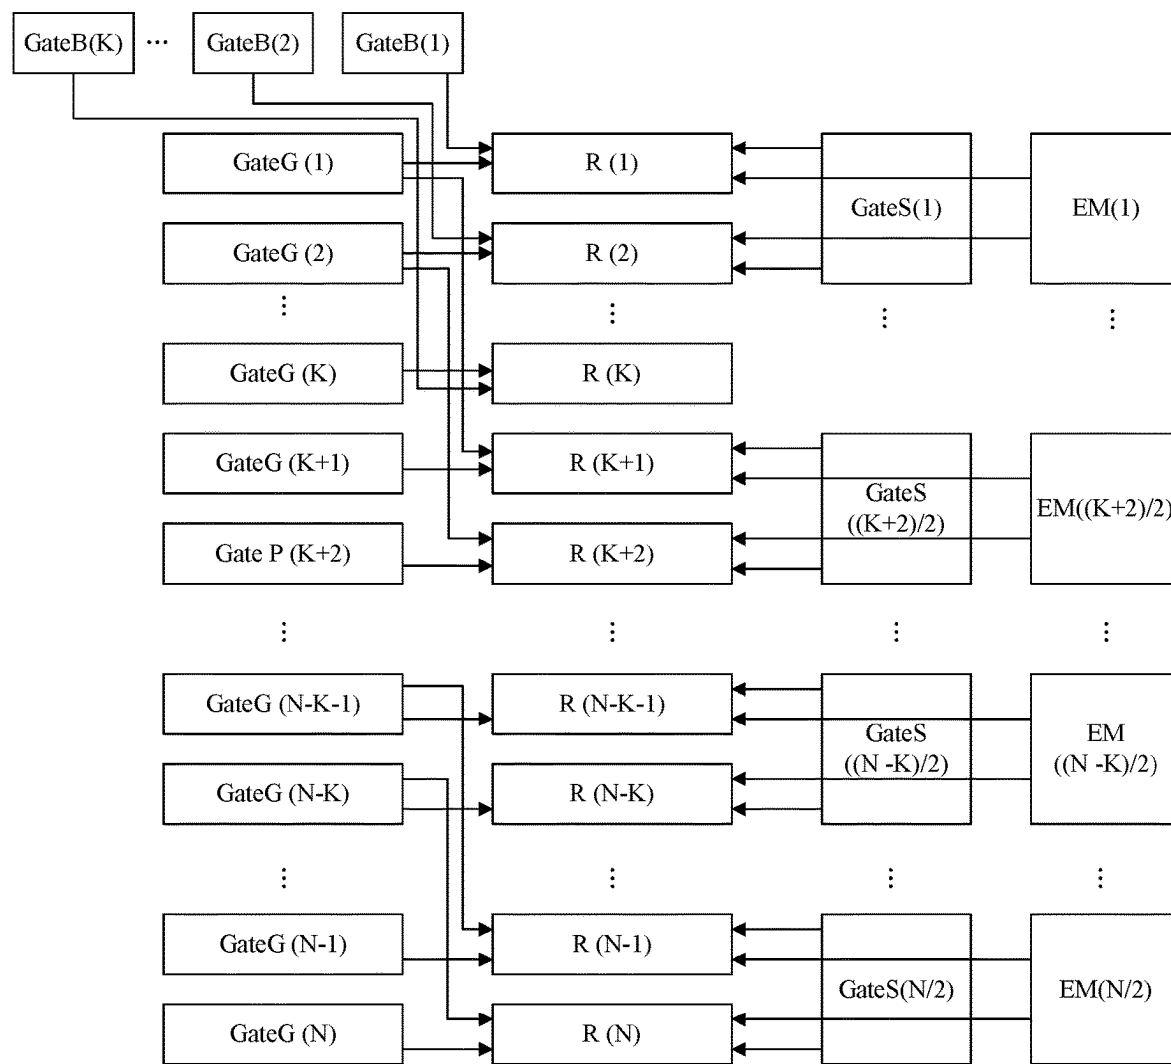 GateB(K) ... GateB(2) GateB(1)
GateG (1) R (1)
GateS(1) EM(1)
GateG (2) R (2)
⋮ ⋮ ⋮ ⋮
GateG (K) R (K)
GateG (K+1) R (K+1)
GateS
((K+2)/2) EM((K+2)/2)
Gate P (K+2) R (K+2)
⋮ ⋮ ⋮ ⋮
GateG (N-K-1) R (N-K-1)
GateS EM
((N -K)/2) ((N -K)/2)
GateG (N-K) R (N-K)
⋮ ⋮ ⋮ ⋮
GateG (N-1) R (N-1)
GateS(N/2) EM(N/2)
GateG (N) R (N)